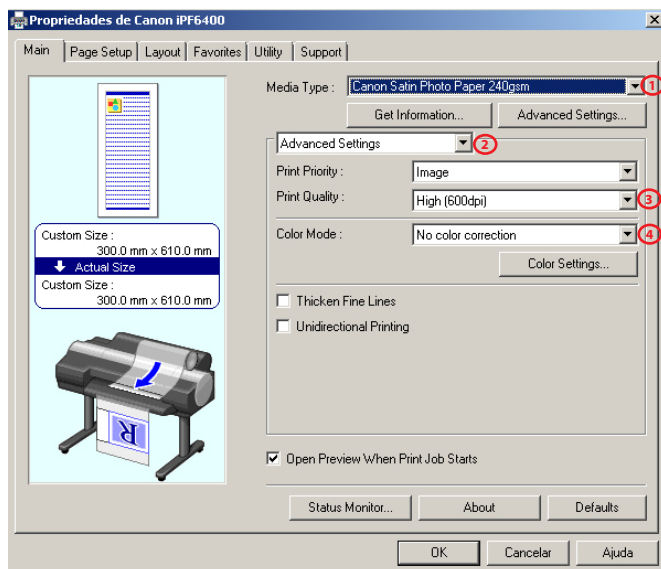 Propriedades de Canon iPF6400
Main Page Setup Layout Favorites Utility Support
Media Type : Canon Satin Photo Paper 240gsm 1
Get Information... Advanced Settings...
Advanced Settings 2
Print Priority : Image
Print Quality : High (600dpi) 3
Color Mode : No color correction 4
Color Settings...
Thicken Fine Lines
Unidirectional Printing
Custom Size :
300.0 mm x 610.0 mm
Actual Size
Custom Size :
300.0 mm x 610.0 mm
R
Open Preview When Print Job Starts
Status Monitor... About Defaults
OK Cancelar Ajuda